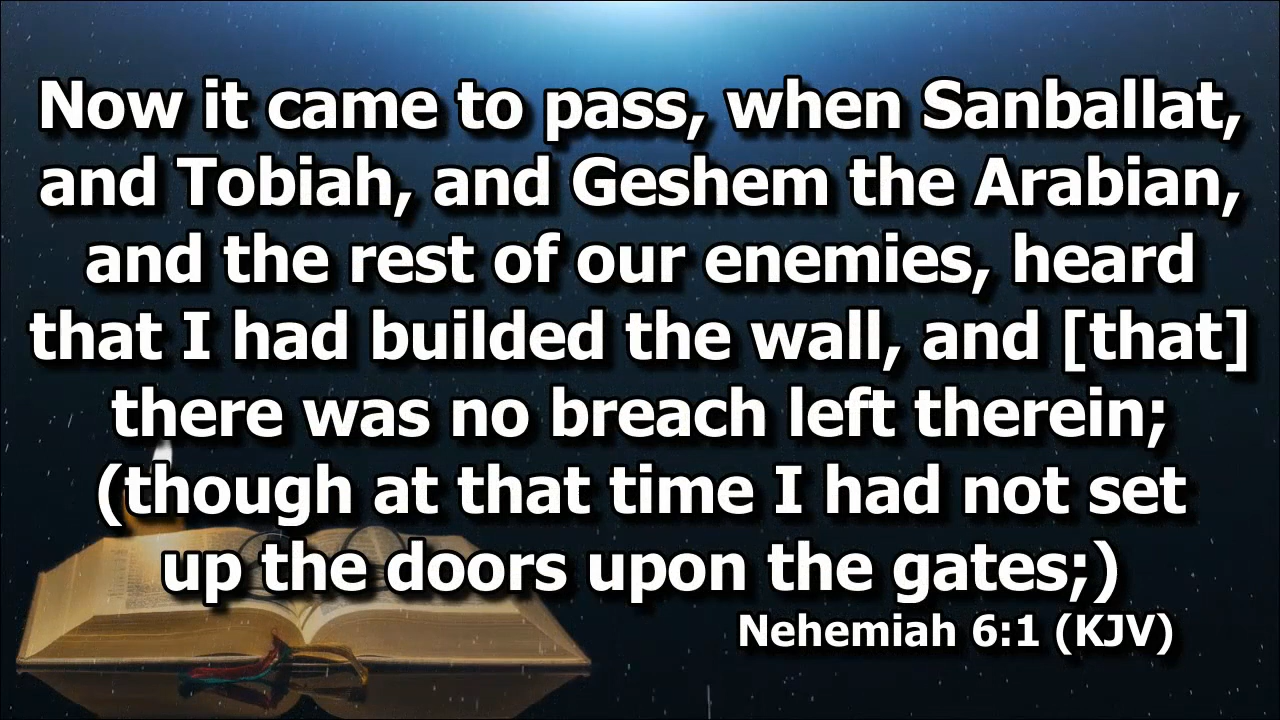 Now it came to pass, when Sanballat,
and Tobiah, and Geshem the Arabian,
and the rest of our enemies, heard
that I had builded the wall, and [that]
there was no breach left therein;
(though at that time I had not set
up the doors upon the gates;)
Nehemiah 6:1 (KJV)